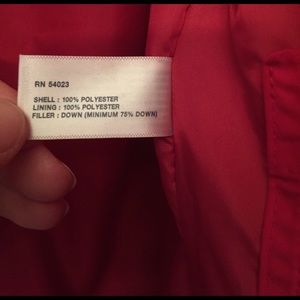 RN 54023
SHELL : 100% POLYESTER
LINING : 100% POLYESTER
FILLER : DOWN (MINIMUM 75% DOWN)